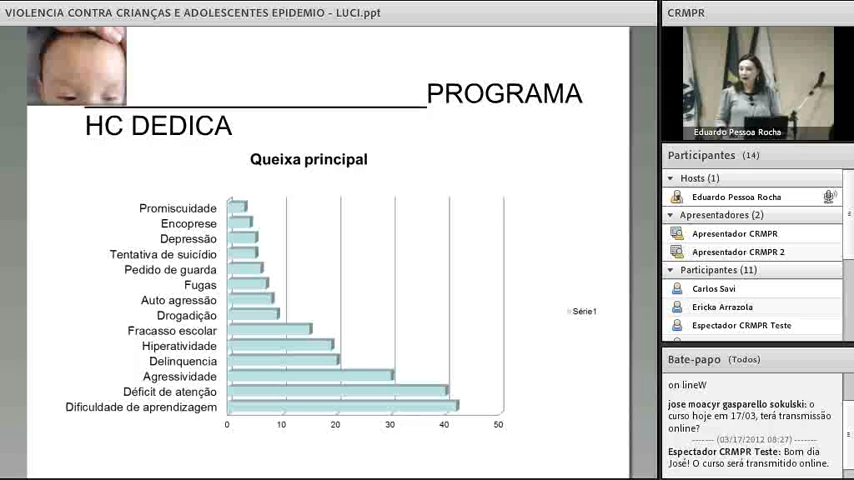 VIOLENCIA CONTRA CRIANÇAS E ADOLESCENTES EPIDEMIO - LUCI.ppt
PROGRAMA
HC DEDICA
Queixa principal
Promiscuidade
Encoprese
Depressão
Tentativa de suicídio
Pedido de guarda
Fugas
Auto agressão
Drogadição
Fracasso escolar
Hiperatividade
Delinquencia
Agressividade
Déficit de atenção
Dificuldade de aprendizagem
0 10 20 30 40 50
Série1
CRMPR
Eduardo Pessoa Rocha
Participantes (14)
Hosts (1)
Eduardo Pessoa Rocha
Apresentadores (2)
Apresentador CRMPR
Apresentador CRMPR 2
Participantes (11)
Carlos Savi
Ericka Arrazola
Espectador CRMPR Teste
Bate-papo (Todos)
on lineW
jose moacyr gasparello sokulski: o
curso hoje em 17/03, terá transmissão
online?
------- (03/17/2012 08:27) -------
Espectador CRMPR Teste: Bom dia
José! O curso será transmitido online.